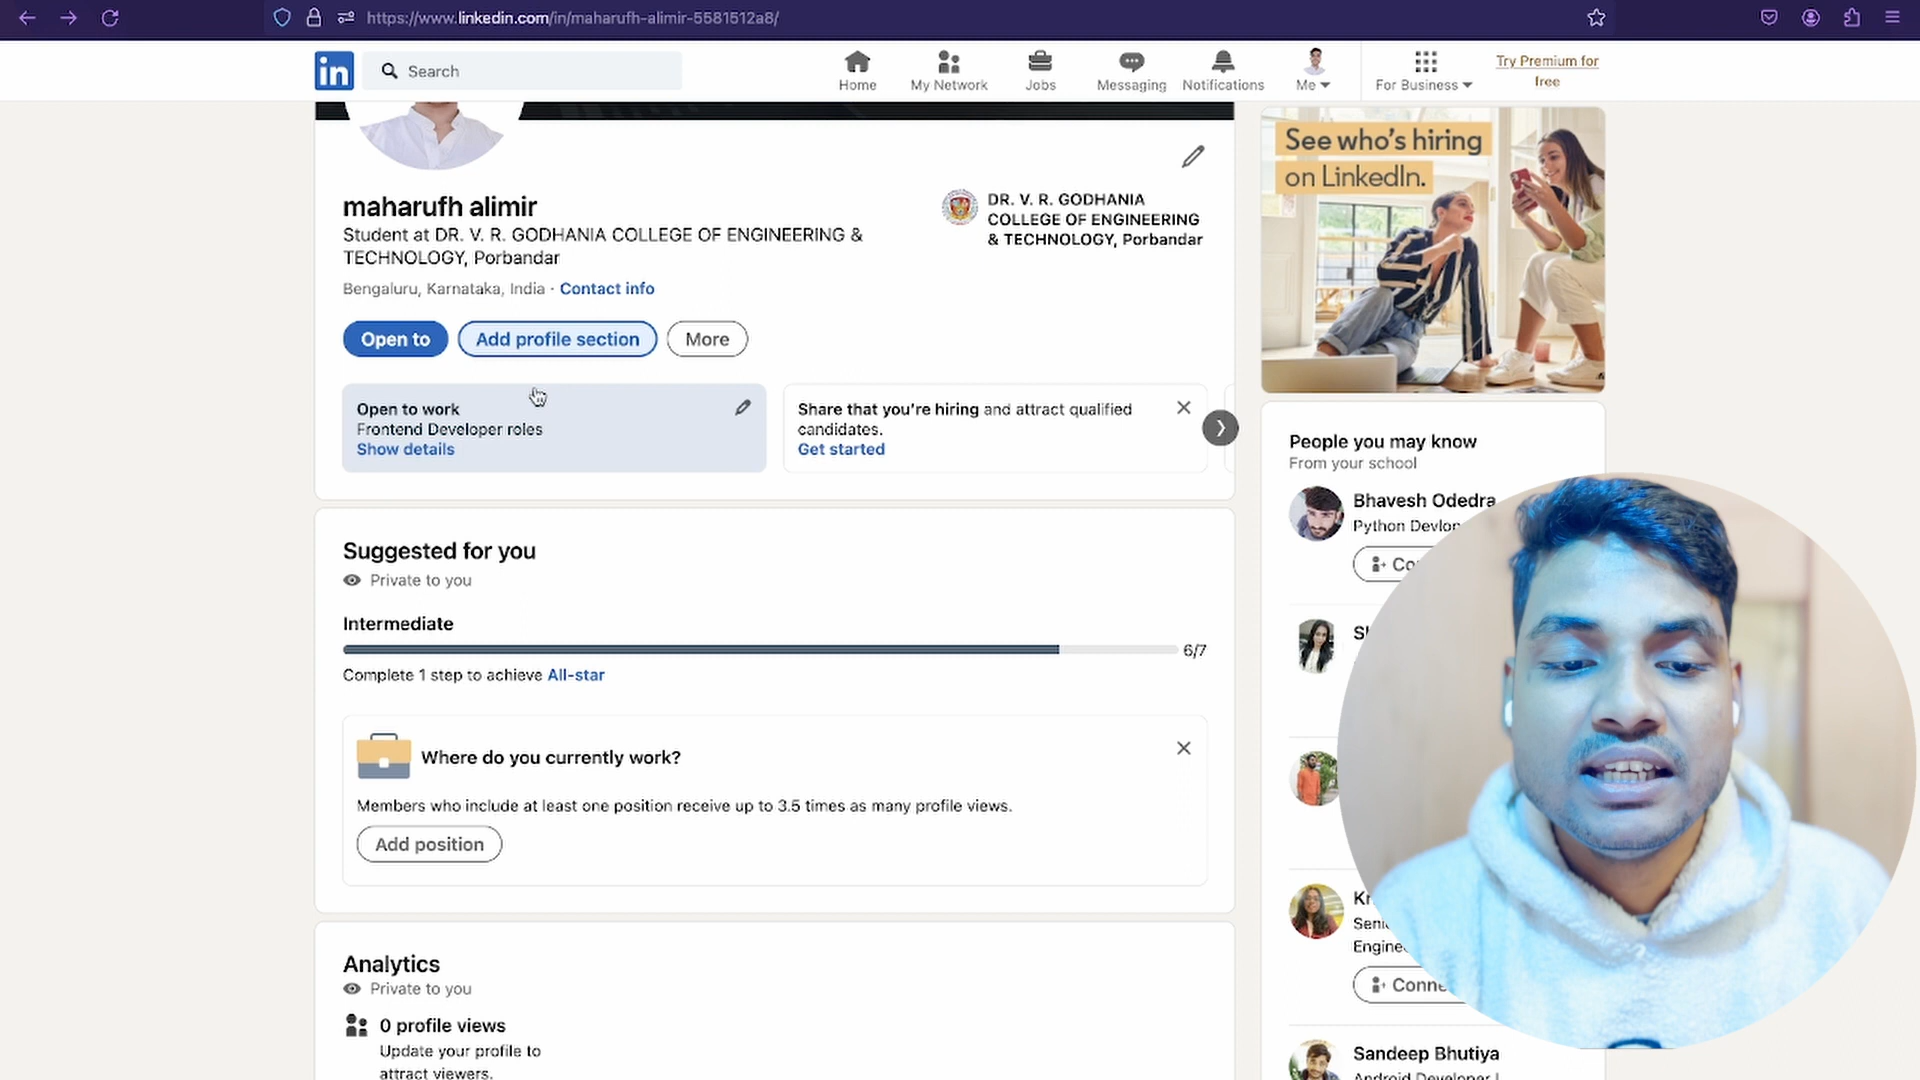 https://www.linkedin.com/in/maharufh-alimir-5581512a8/
in
Search
Home
My Network
Jobs
Messaging
Notifications
Me
For Business
Try Premium for
free
maharufh alimir
Student at DR. V. R. GODHANIA COLLEGE OF ENGINEERING &
TECHNOLOGY, Porbandar
Bengaluru, Karnataka, India · Contact info
DR. V. R. GODHANIA
COLLEGE OF ENGINEERING
& TECHNOLOGY, Porbandar
Open to
Add profile section
More
Open to work
Frontend Developer roles
Show details
Share that you're hiring and attract qualified
candidates.
Get started
Suggested for you
Private to you
Intermediate
6/7
Complete 1 step to achieve All-star
Where do you currently work?
Members who include at least one position receive up to 3.5 times as many profile views.
Add position
Analytics
Private to you
0 profile views
Update your profile to
attract viewers.
See who's hiring
on LinkedIn.
People you may know
From your school
Bhavesh Odedra
Python
Sandeep Bhutiya
Android Developer |